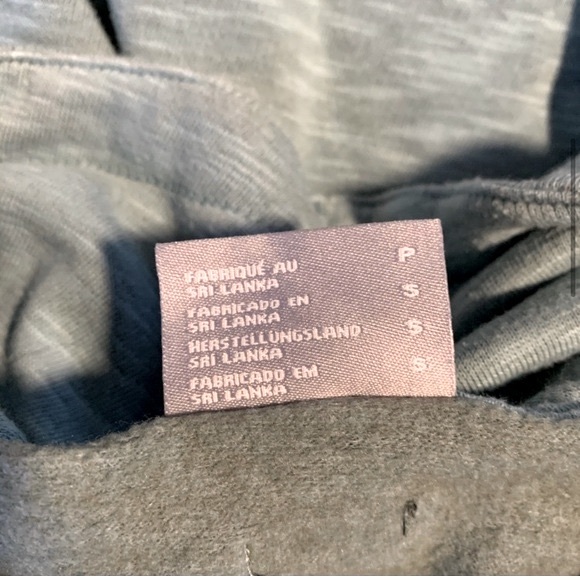 FABRIQUÉ AU P
SRI LANKA
FABRICADO EN S
SRI LANKA
HERSTELLUNGSLAND S
SRI LANKA
FABRICADO EM S
SRI LANKA